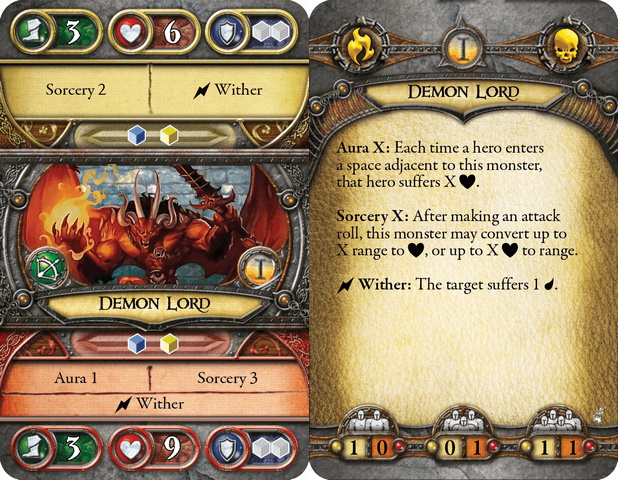 3 6
Sorcery 2 Wither
I
DEMON LORD
Aura 1 Sorcery 3
Wither
3 9
I
DEMON LORD
Aura X: Each time a hero enters
a space adjacent to this monster,
that hero suffers X ♥.
Sorcery X: After making an attack
roll, this monster may convert up to
X range to ♥, or up to X ♥ to range.
Wither: The target suffers 1 .
1 0 0 1 1 1